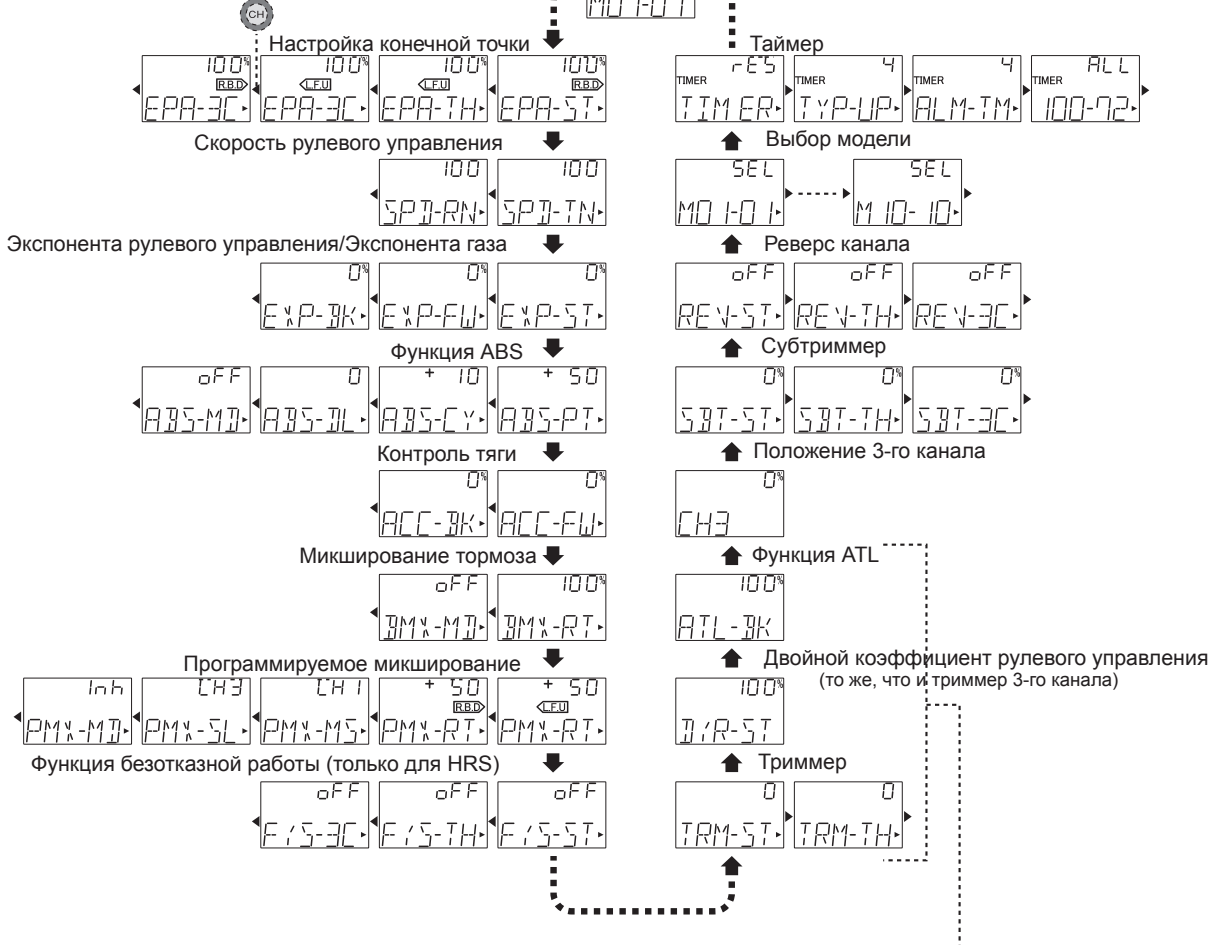 M01-01
CH
Настройка конечной точки
100%
R.B.D
EPA-3C
100%
L.F.U
EPA-3C
100%
L.F.U
EPA-TH
100%
R.B.D
EPA-ST
Скорость рулевого управления
100
SPD-RN
100
SPD-TN
Экспонента рулевого управления/Экспонента газа
0%
EXP-BK
0%
EXP-FW
0%
EXP-ST
Функция ABS
oFF
ABS-MD
0
ABS-DL
+ 10
ABS-CY
+ 50
ABS-PT
Контроль тяги
0%
ACC-BK
0%
ACC-FW
Микширование тормоза
oFF
BMX-MD
100%
BMX-RT
Программируемое микширование
Inh
PMX-MD
CH3
PMX-SL
CH1
PMX-MS
+ 50
R.B.D
PMX-RT
+ 50
L.F.U
PMX-RT
Функция безотказной работы (только для HRS)
oFF
F/S-3C
oFF
F/S-TH
oFF
F/S-ST
Таймер
rES
TIMER
TIMER
4
TIMER
TYP-UP
4
TIMER
ALM-TM
ALL
TIMER
100-72
Выбор модели
SEL
M01-01
SEL
M10-10
Реверс канала
oFF
REV-ST
oFF
REV-TH
oFF
REV-3C
Субтриммер
0%
SBT-ST
0%
SBT-TH
0%
SBT-3C
Положение 3-го канала
0%
CH3
Функция ATL
100%
ATL-BK
Двойной коэффициент рулевого управления
(то же, что и триммер 3-го канала)
100%
D/R-ST
Триммер
0
TRM-ST
0
TRM-TH